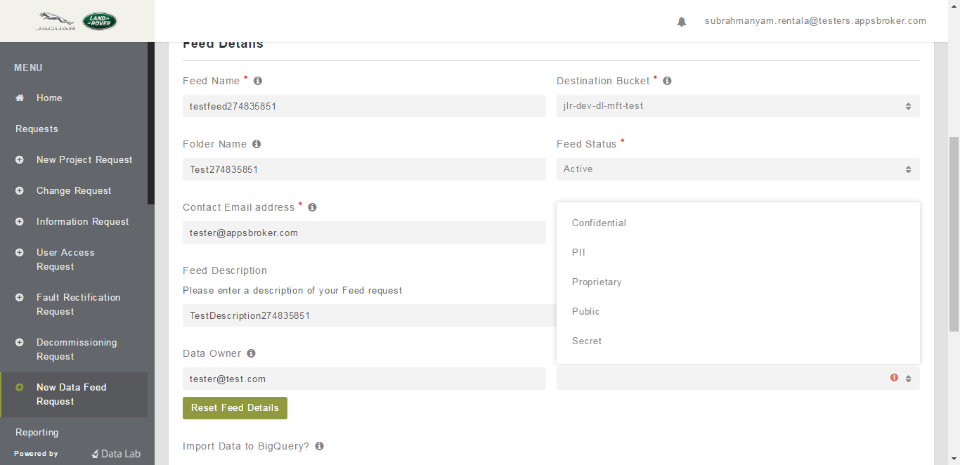 JAGUAR
LAND-
ROVER
subrahmanyam.rentala@testers.appsbroker.com
MENU
Home
Requests
New Project Request
Change Request
Information Request
User Access
Request
Fault Rectification
Request
Decommissioning
Request
New Data Feed
Request
Reporting
Powered by
Data Lab
Feed Details
Feed Name *
testfeed274835851
Destination Bucket *
jlr-dev-dl-mft-test
Folder Name
Test274835851
Feed Status *
Active
Contact Email address *
tester@appsbroker.com
Confidential
PII
Proprietary
Public
Secret
Feed Description
Please enter a description of your Feed request
TestDescription274835851
Data Owner
tester@test.com
Reset Feed Details
Import Data to BigQuery?